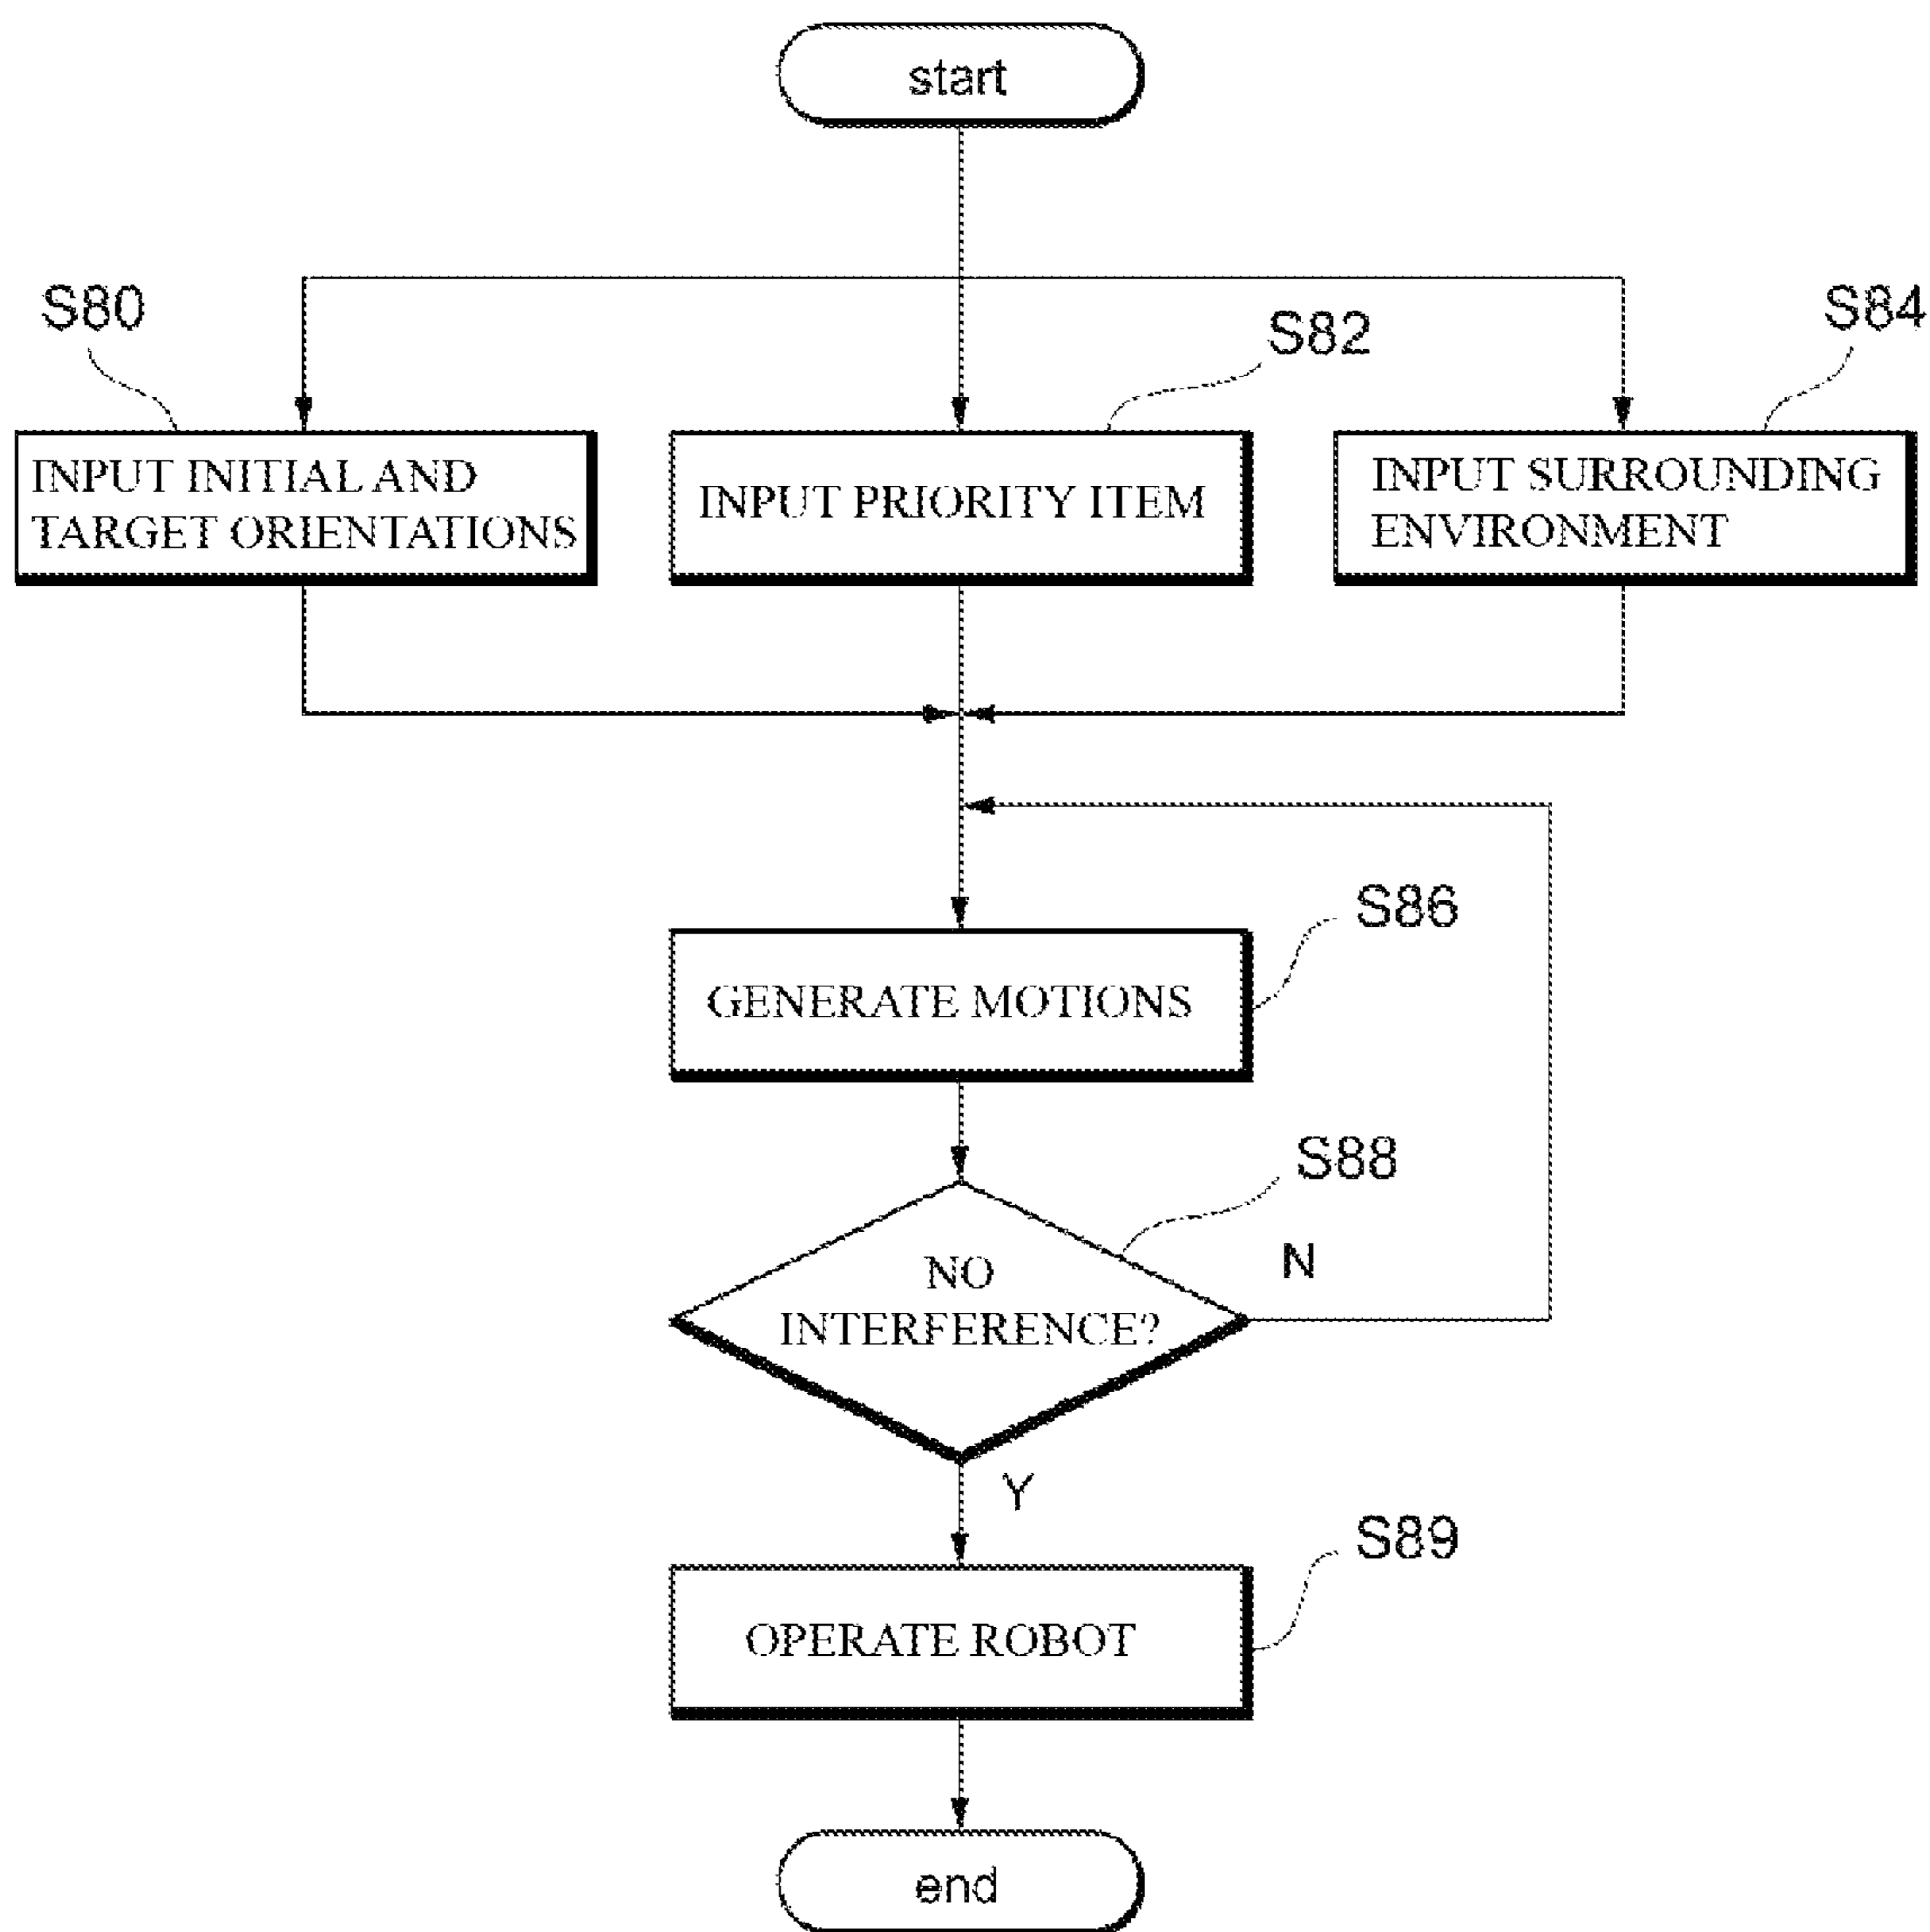 start
S80
S82
S84
INPUT INITIAL AND
TARGET ORIENTATIONS
INPUT PRIORITY ITEM
INPUT SURROUNDING
ENVIRONMENT
S86
GENERATE MOTIONS
S88
NO
INTERFERENCE?
N
Y
S89
OPERATE ROBOT
end